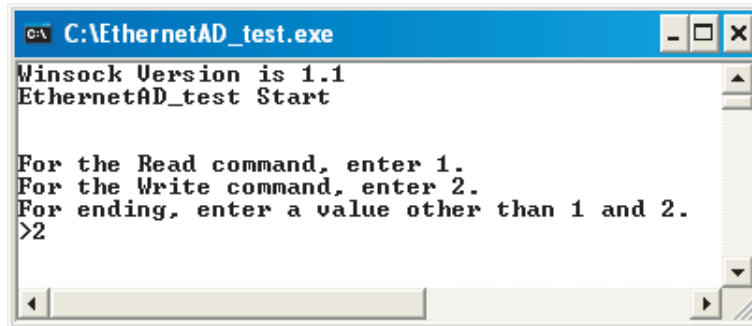 C:\EthernetAD_test.exe
Winsock Version is 1.1
EthernetAD_test Start
For the Read command, enter 1.
For the Write command, enter 2.
For ending, enter a value other than 1 and 2.
>2